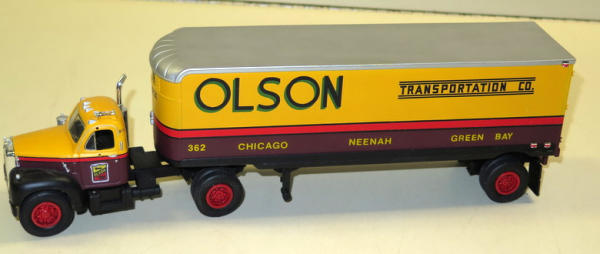 OLSON
TRANSPORTATION CO.
362 CHICAGO NEENAH GREEN BAY